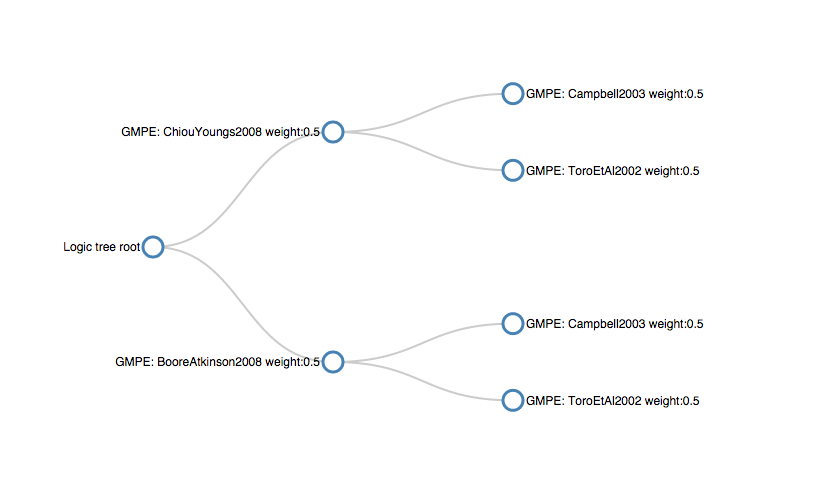 GMPE: Campbell2003 weight:0.5
GMPE: ChiouYoungs2008 weight:0.5
GMPE: ToroEtAl2002 weight:0.5
Logic tree root
GMPE: Campbell2003 weight:0.5
GMPE: BooreAtkinson2008 weight:0.5
GMPE: ToroEtAl2002 weight:0.5